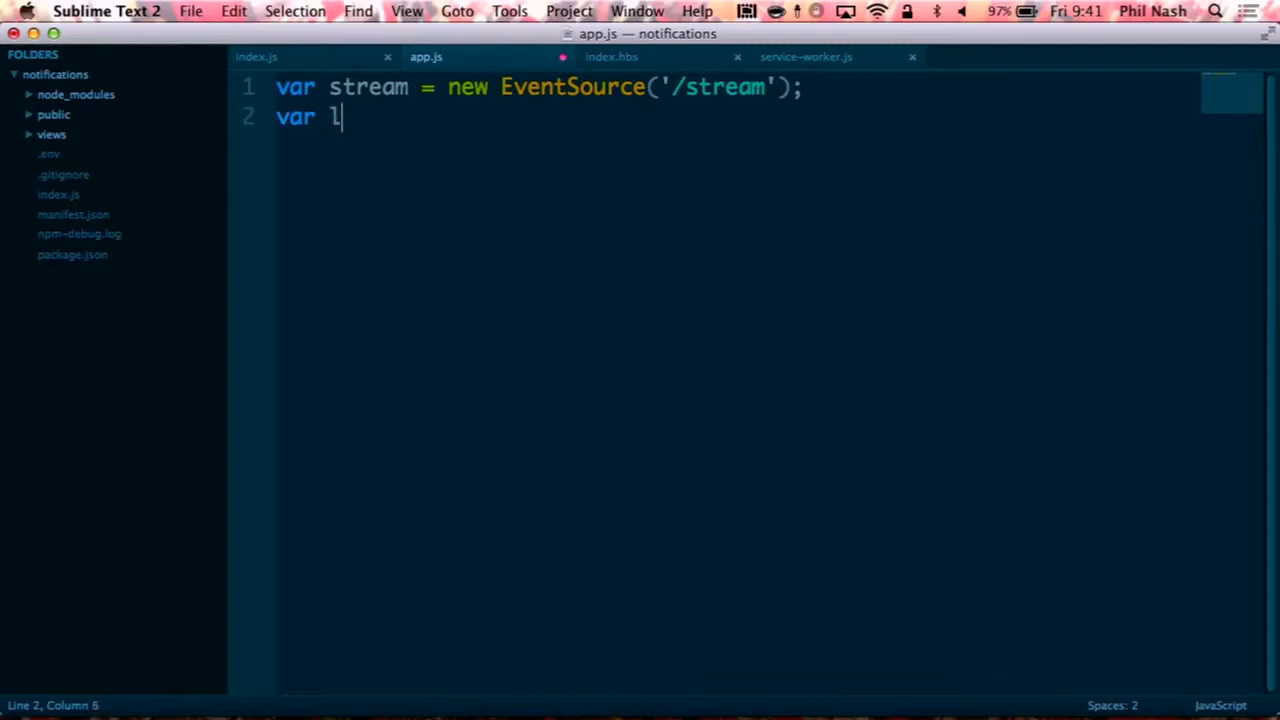 Sublime Text 2 File Edit Selection Find View Goto Tools Project Window Help 97% Fri 9:41 Phil Nash
app.js — notifications
FOLDERS
notifications
node_modules
public
views
.env
.gitignore
index.js
manifest.json
npm-debug.log
package.json
index.js app.js index.hbs service-worker.js
1 var stream = new EventSource('/stream');
2 var l
Line 2, Column 5 Spaces: 2 JavaScript